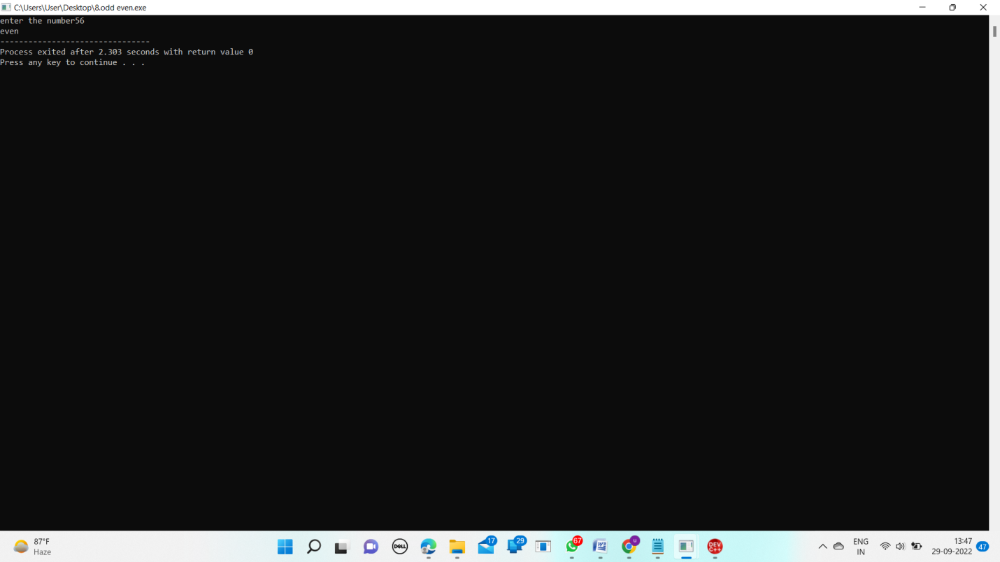 C:\Users\User\Desktop\8.odd even.exe
enter the number56
even
--------------------------------
Process exited after 2.303 seconds with return value 0
Press any key to continue . . .
87°F
Haze
DELL
17
29
67
W
u
DEV
C++
ENG
IN
13:47
29-09-2022
47